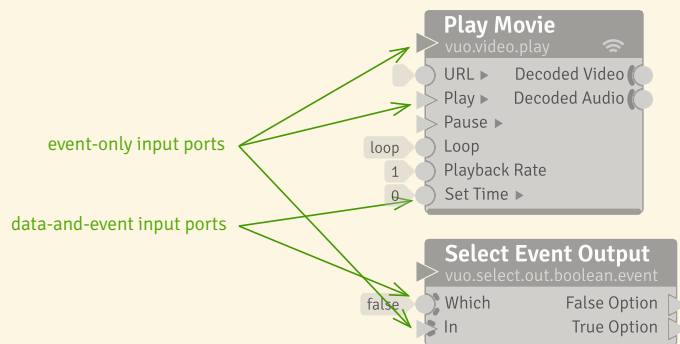 Play Movie
vuo.video.play
URL Decoded Video
Play Decoded Audio
Pause
loop Loop
1 Playback Rate
0 Set Time
event-only input ports
data-and-event input ports
Select Event Output
vuo.select.out.boolean.event
false Which False Option
In True Option